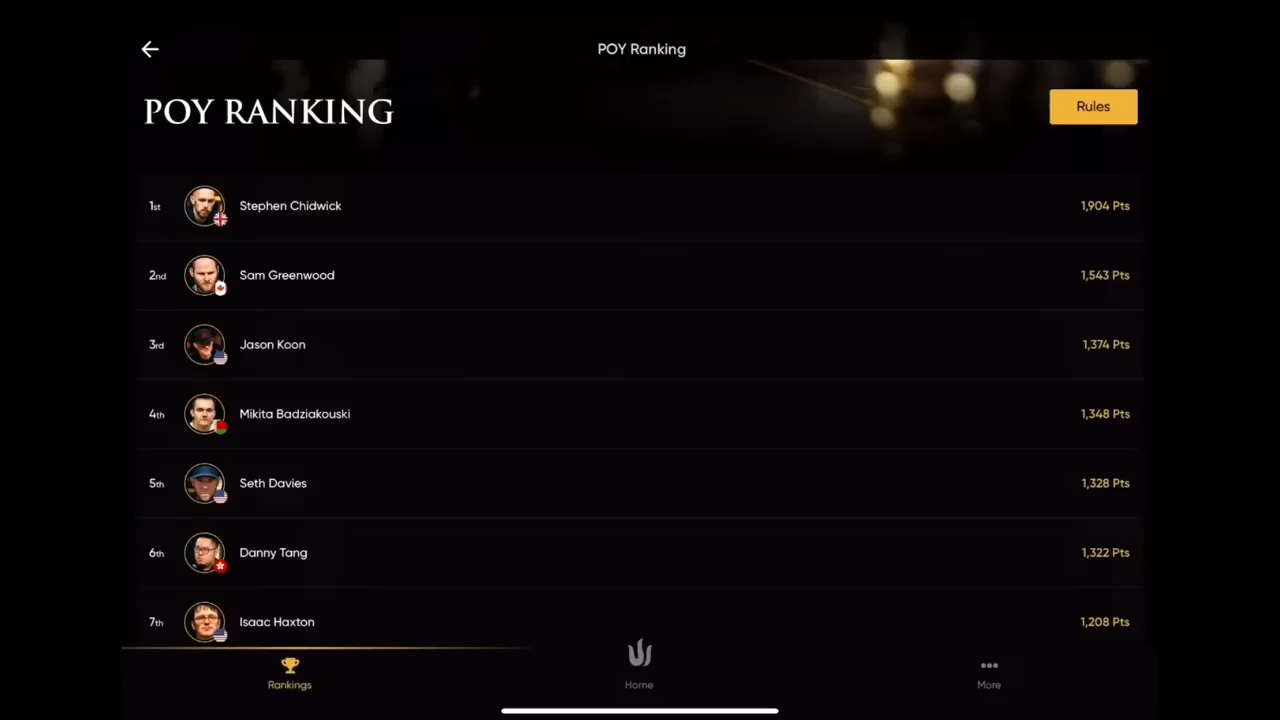 POY Ranking
POY RANKING
Rules
1st Stephen Chidwick 1,904 Pts
2nd Sam Greenwood 1,543 Pts
3rd Jason Koon 1,374 Pts
4th Mikita Badziakouski 1,348 Pts
5th Seth Davies 1,328 Pts
6th Danny Tang 1,322 Pts
7th Isaac Haxton 1,208 Pts
Rankings Home More